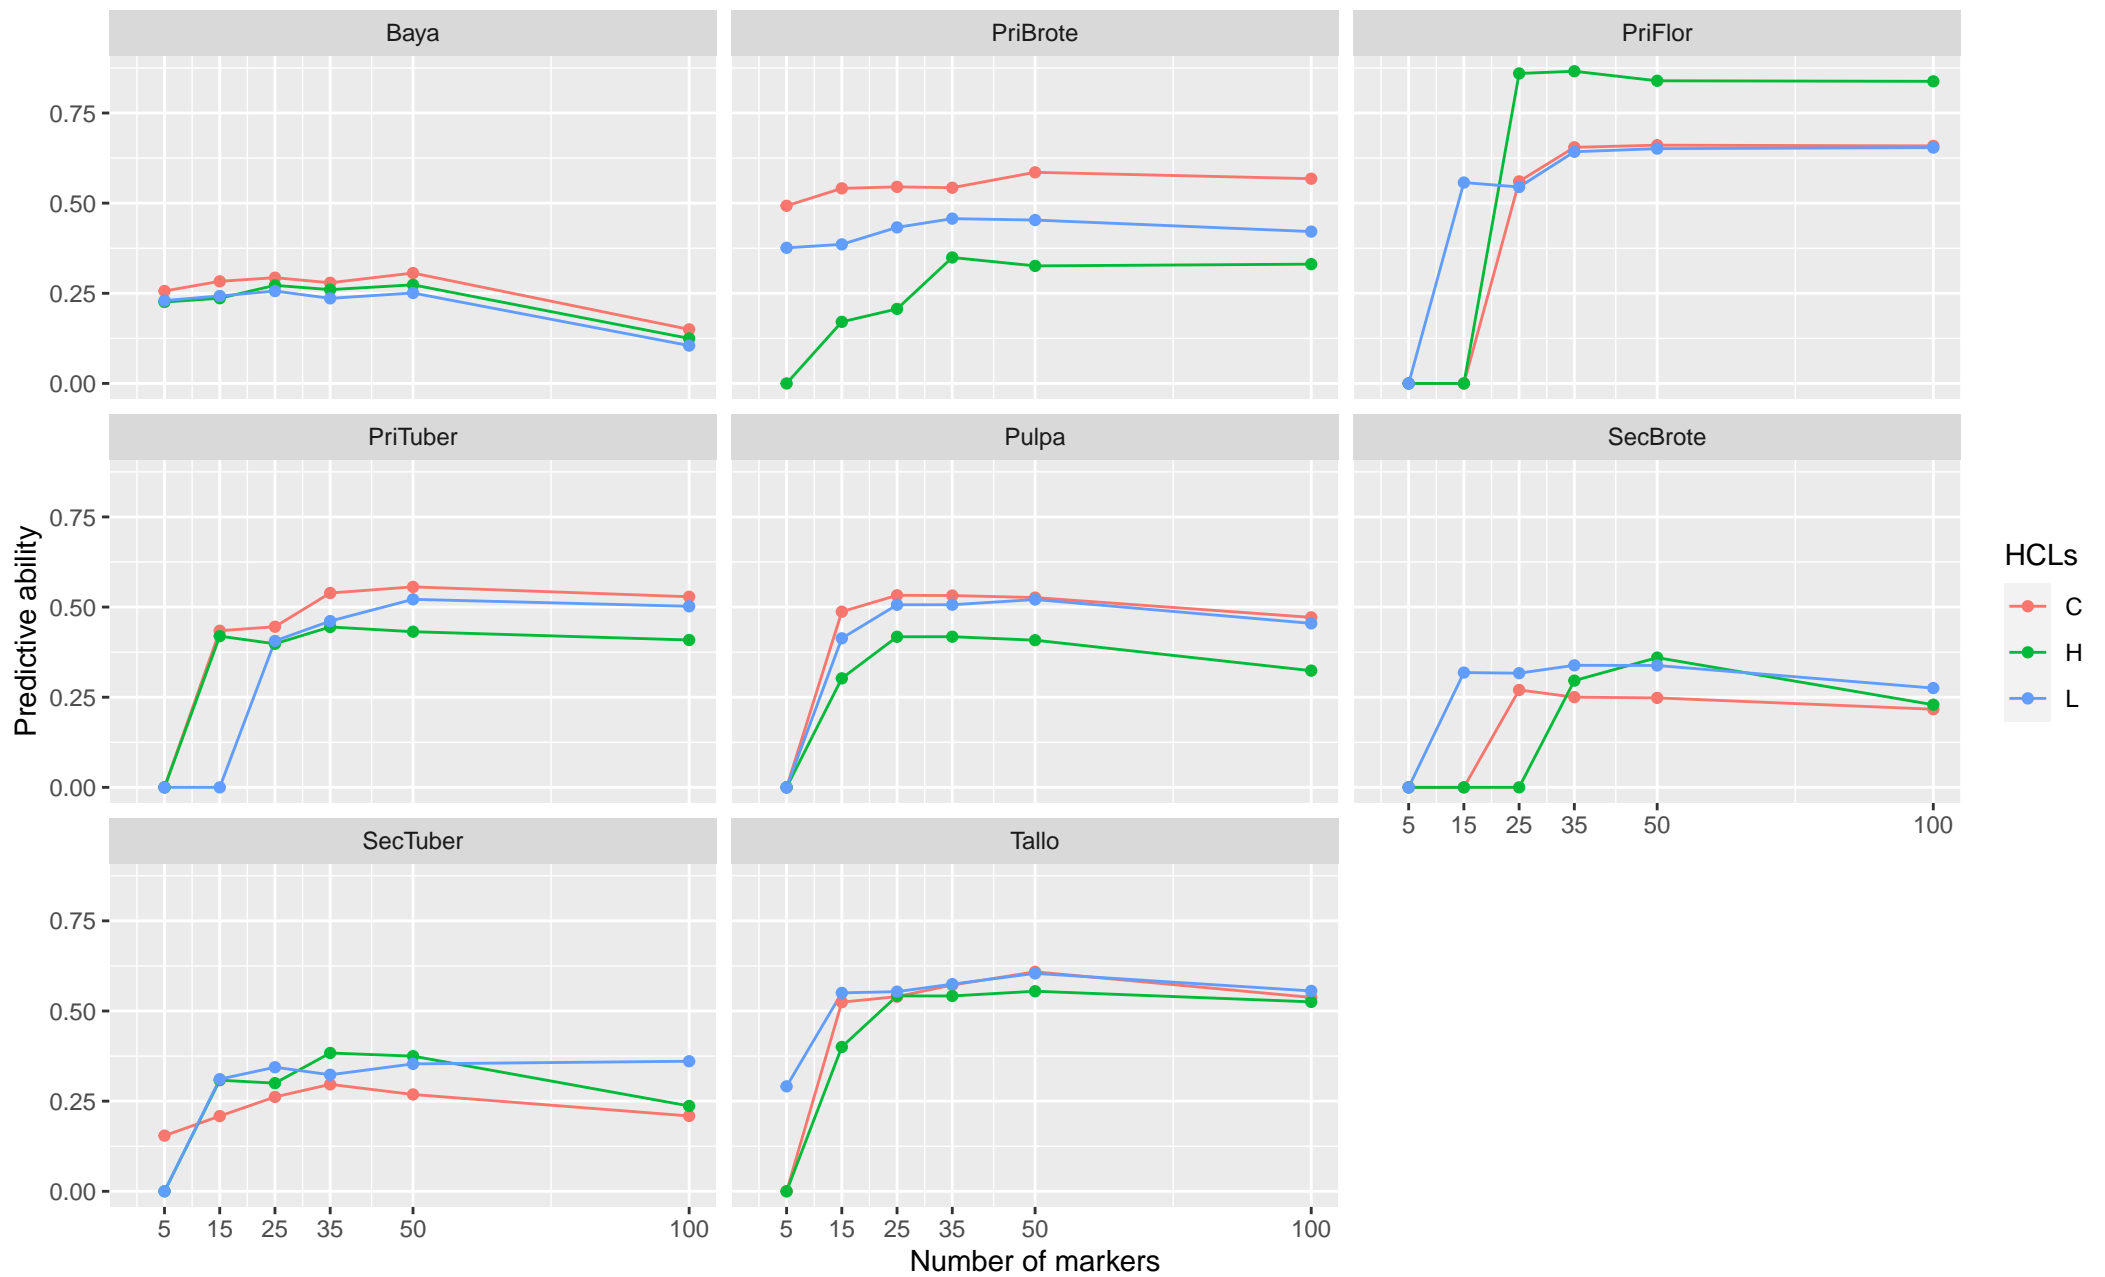 Baya
PriBrote
PriFlor
0.75
0.50
0.25
0.00
PriTuber
Pulpa
SecBrote
0.75
0.50
0.25
0.00
5 15 25 35 50 100
SecTuber
Tallo
0.75
0.50
0.25
0.00
5 15 25 35 50 100
5 15 25 35 50 100
Number of markers
Predictive ability
HCLs
C
H
L